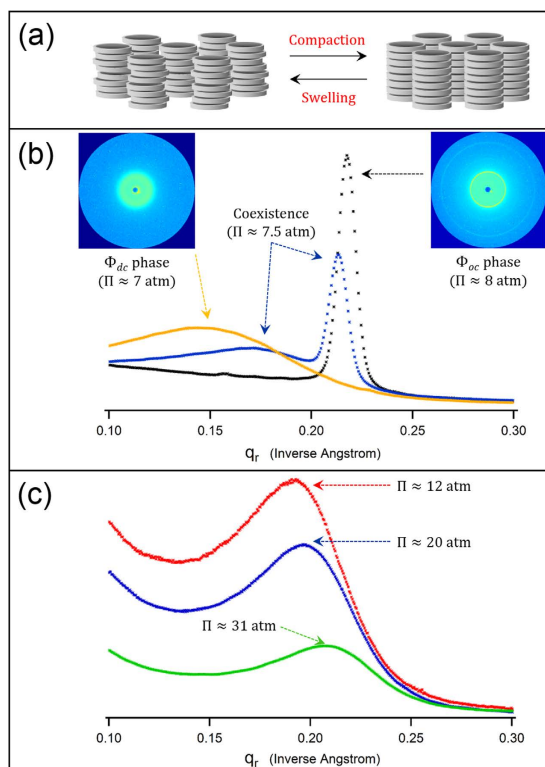 (a)
Compaction
Swelling
(b)
Coexistence
(Π ≈ 7.5 atm)
Φdc phase
(Π ≈ 7 atm)
Φoc phase
(Π ≈ 8 atm)
0.10 0.15 0.20 0.25 0.30
qr (Inverse Angstrom)
(c)
Π ≈ 12 atm
Π ≈ 20 atm
Π ≈ 31 atm
0.10 0.15 0.20 0.25 0.30
qr (Inverse Angstrom)